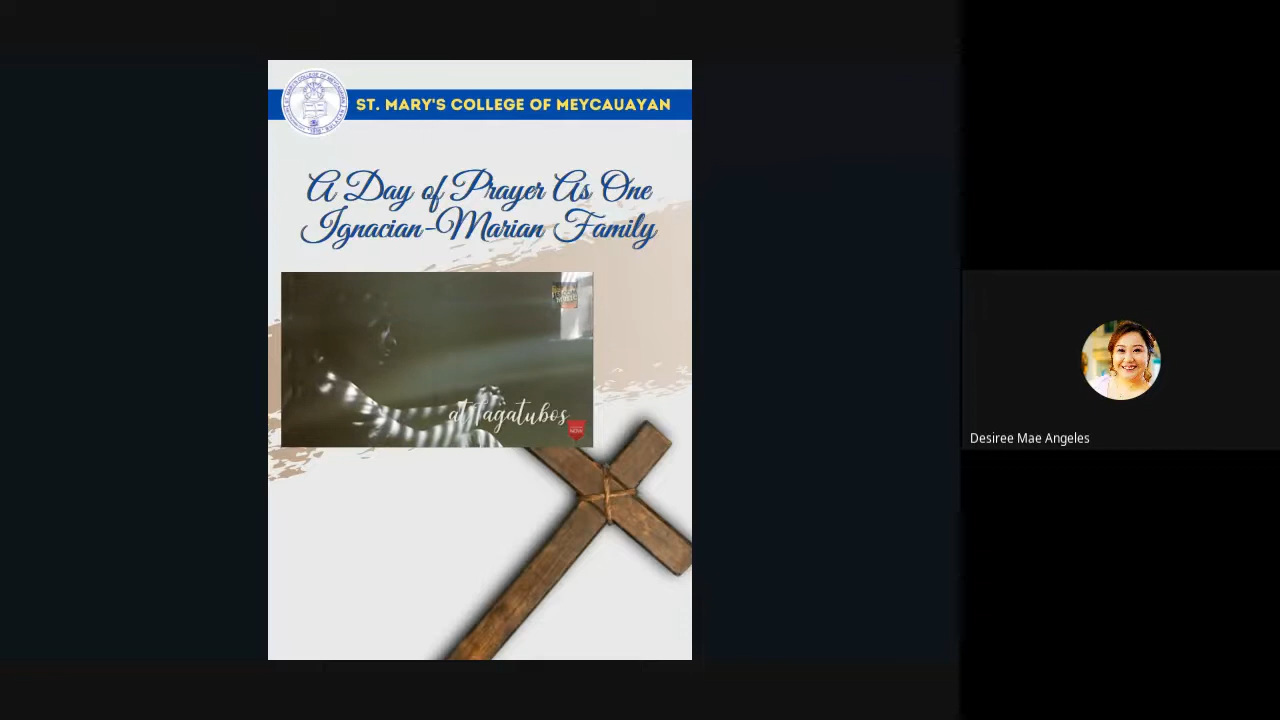 ST. MARY'S COLLEGE OF MEYCAUAYAN
A Day of Prayer As One
Ignacian-Marian Family
at Tagatubos
Desiree Mae Angeles